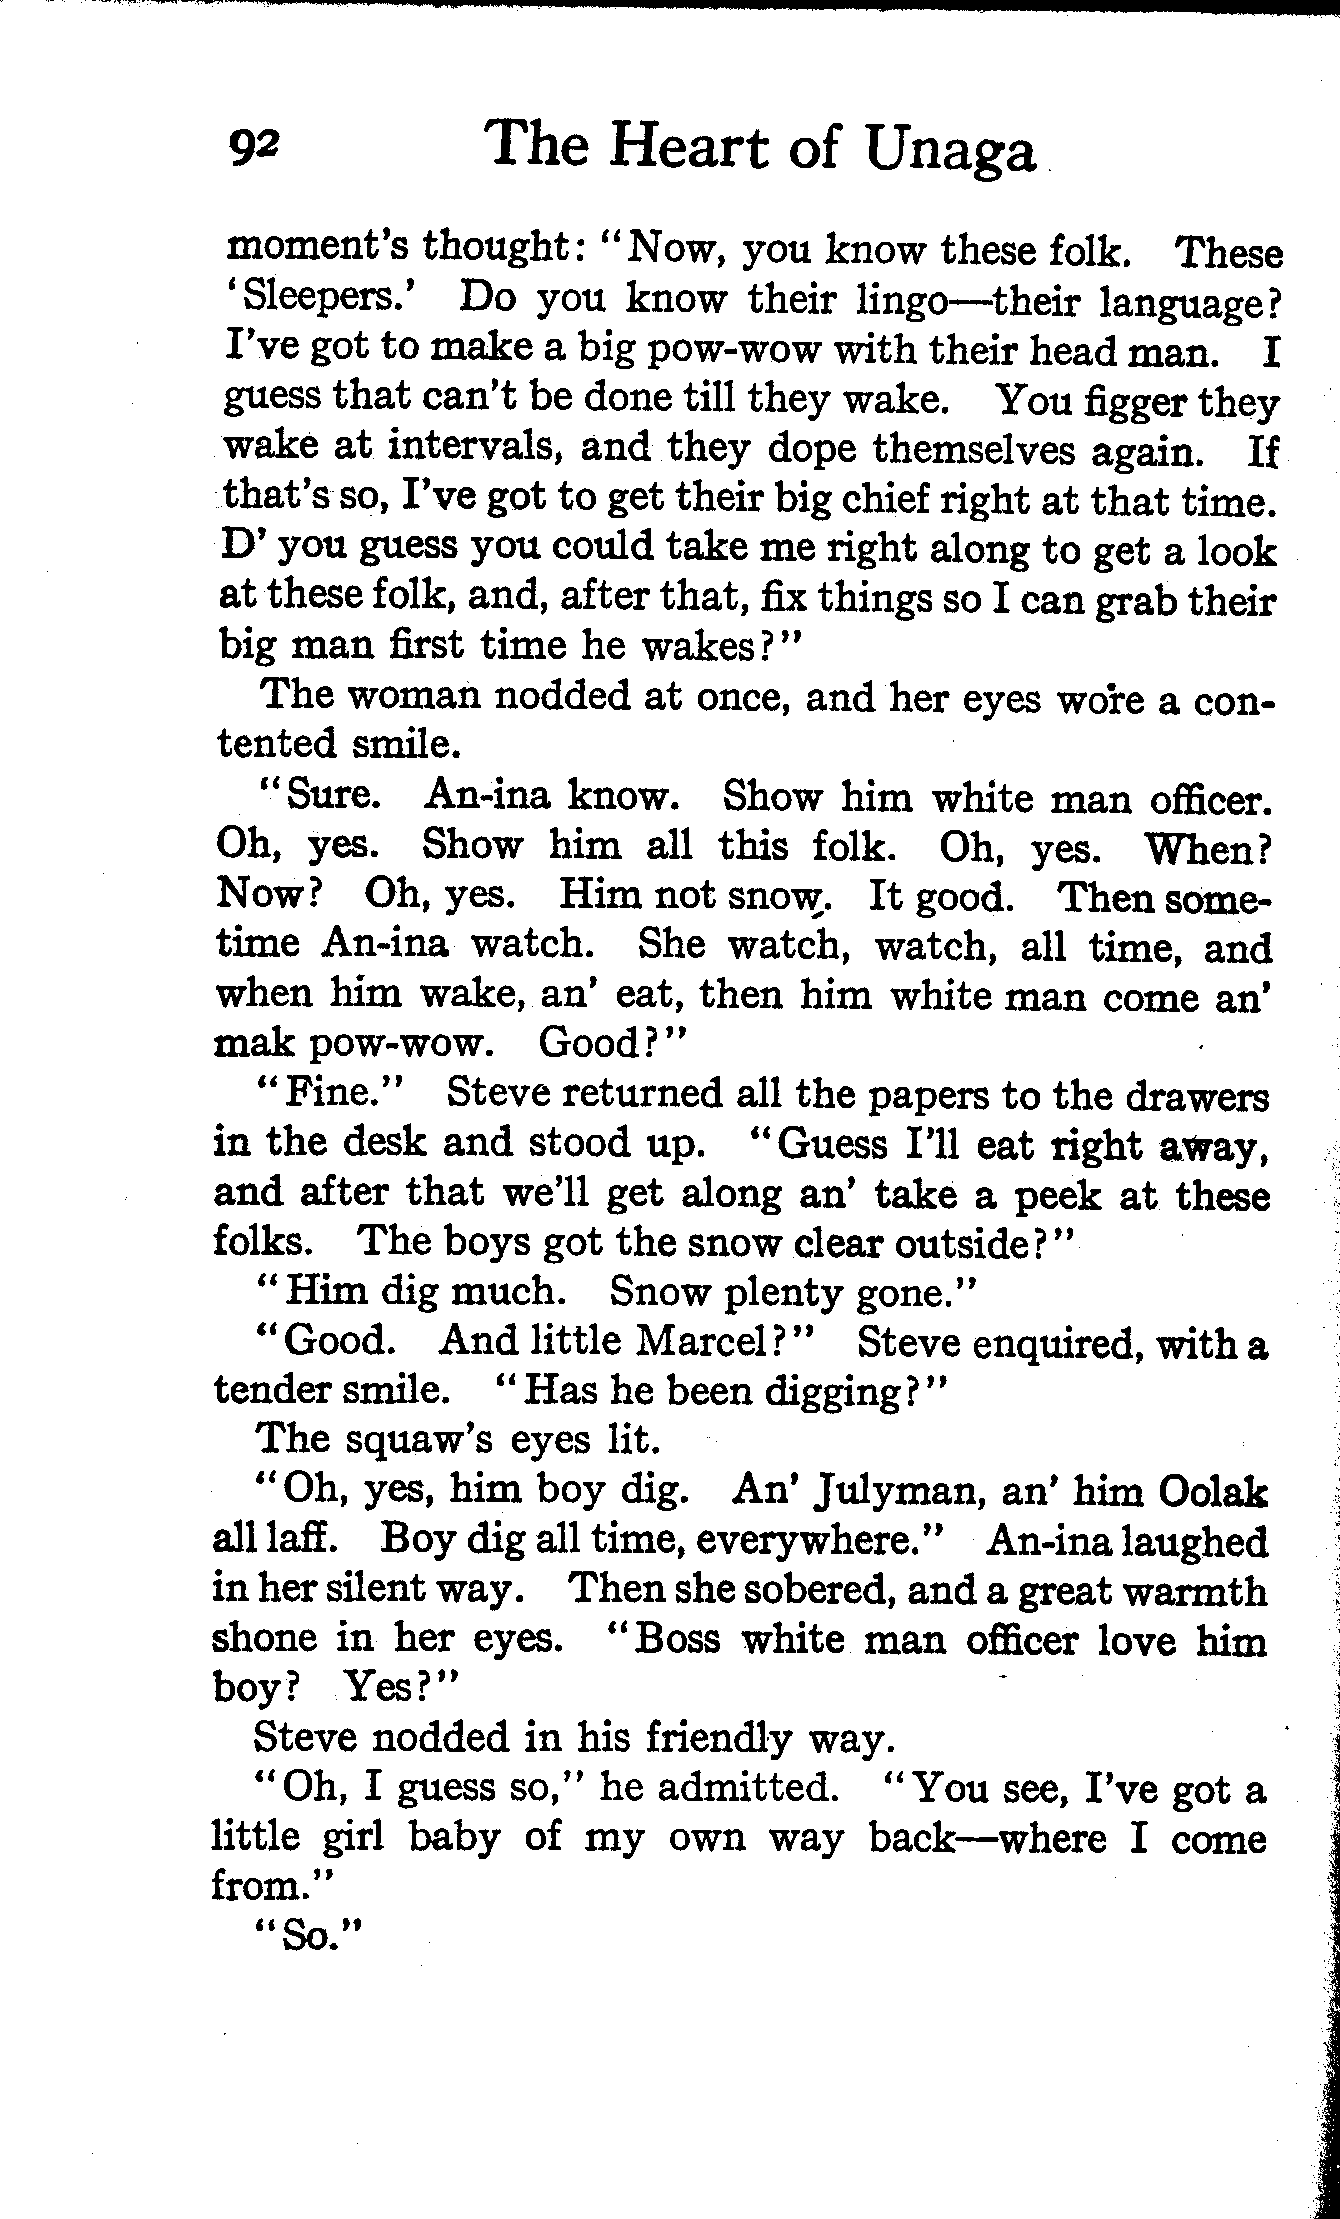 92 The Heart of Unaga
moment's thought: "Now, you know these folk. These
'Sleepers.' Do you know their lingo—their language?
I've got to make a big pow-wow with their head man. I
guess that can't be done till they wake. You figger they
wake at intervals, and they dope themselves again. If
that's so, I've got to get their big chief right at that time.
D' you guess you could take me right along to get a look
at these folk, and, after that, fix things so I can grab their
big man first time he wakes?"
The woman nodded at once, and her eyes wore a con-
tented smile.
"Sure. An-ina know. Show him white man officer.
Oh, yes. Show him all this folk. Oh, yes. When?
Now? Oh, yes. Him not snow. It good. Then some-
time An-ina watch. She watch, watch, all time, and
when him wake, an' eat, then him white man come an'
mak pow-wow. Good?"
"Fine." Steve returned all the papers to the drawers
in the desk and stood up. "Guess I'll eat right away,
and after that we'll get along an' take a peek at these
folks. The boys got the snow clear outside?"
"Him dig much. Snow plenty gone."
"Good. And little Marcel?" Steve enquired, with a
tender smile. "Has he been digging?"
The squaw's eyes lit.
"Oh, yes, him boy dig. An' Julyman, an' him Oolak
all laff. Boy dig all time, everywhere." An-ina laughed
in her silent way. Then she sobered, and a great warmth
shone in her eyes. "Boss white man officer love him
boy? Yes?"
Steve nodded in his friendly way.
"Oh, I guess so," he admitted. "You see, I've got a
little girl baby of my own way back—where I come
from."
"So."